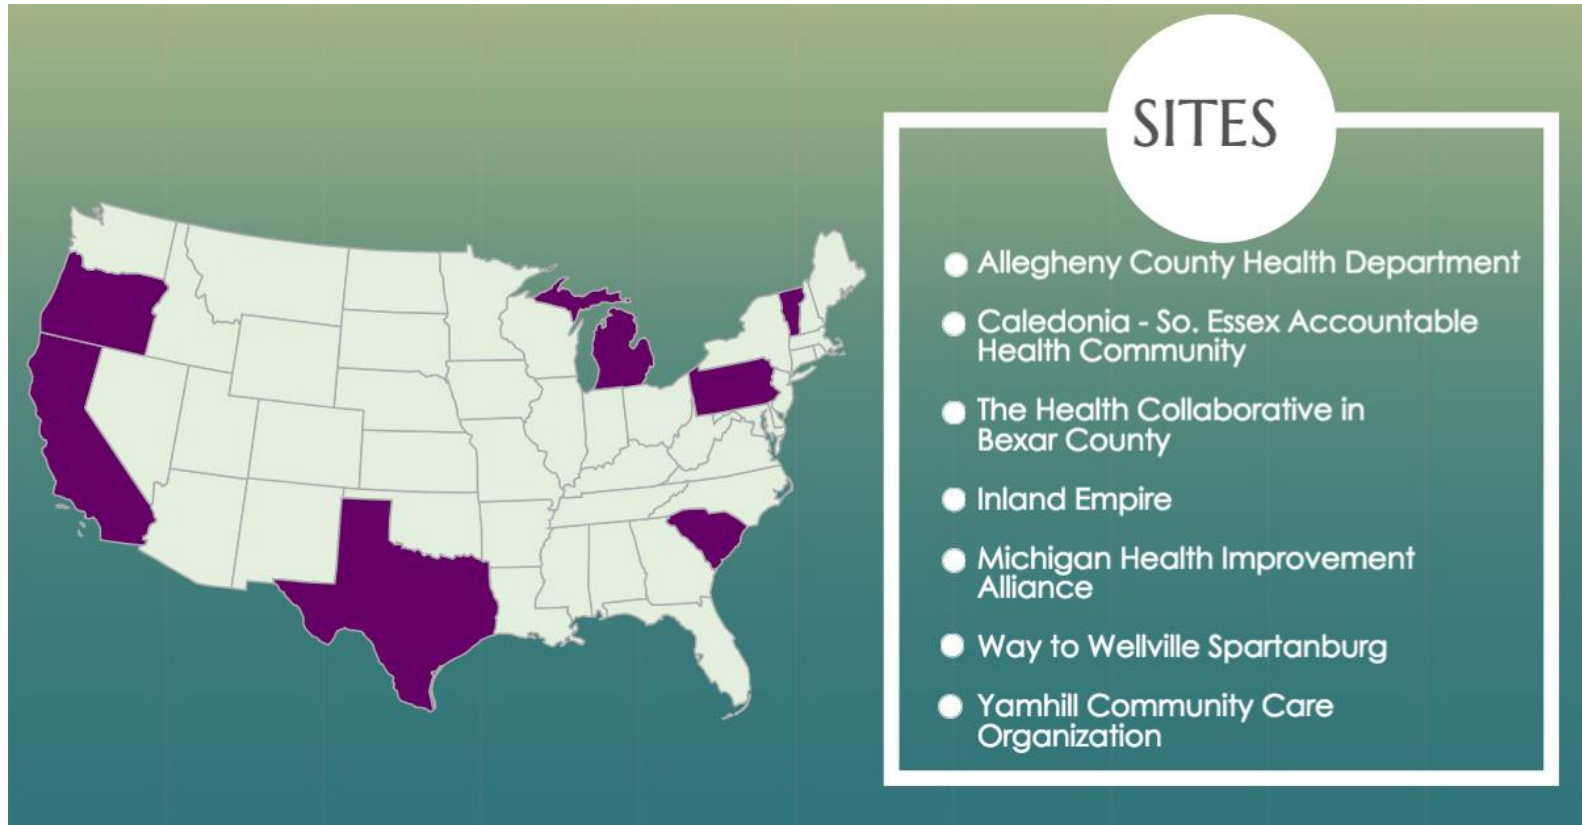 SITES
Allegheny County Health Department
Caledonia - So. Essex Accountable
Health Community
The Health Collaborative in
Bexar County
Inland Empire
Michigan Health Improvement
Alliance
Way to Wellville Spartanburg
Yamhill Community Care
Organization